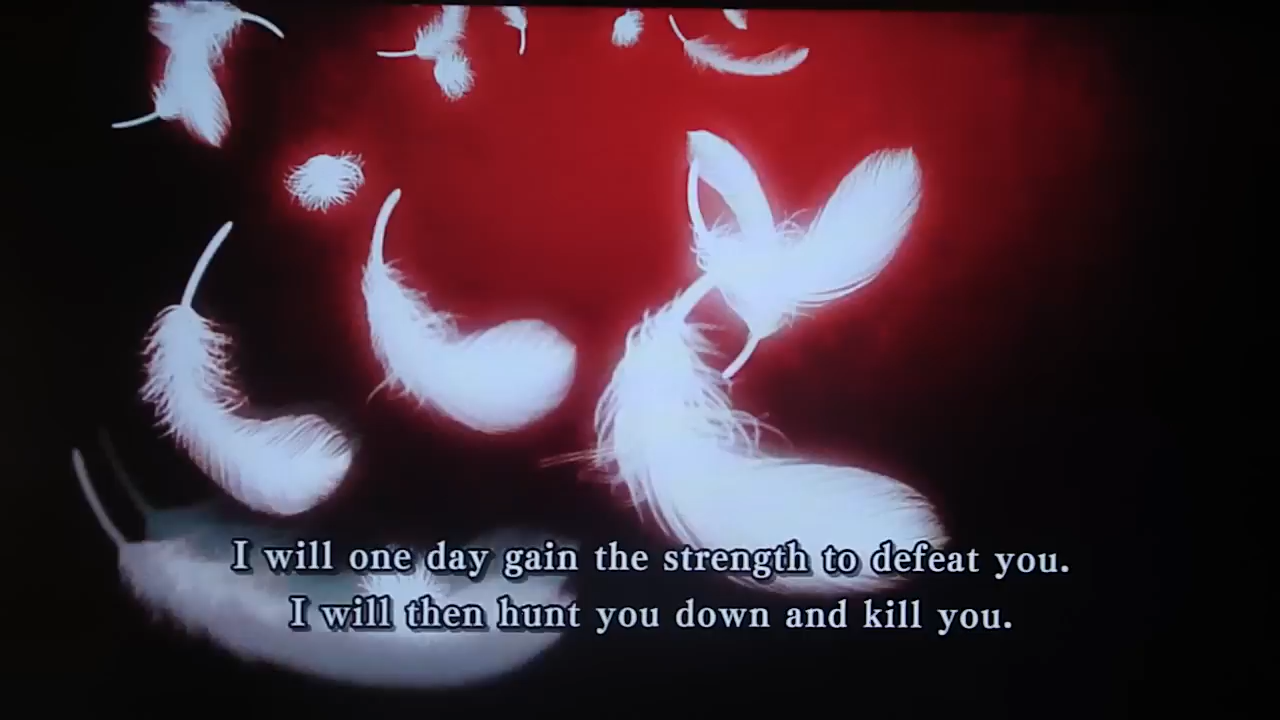 I will one day gain the strength to defeat you.
I will then hunt you down and kill you.